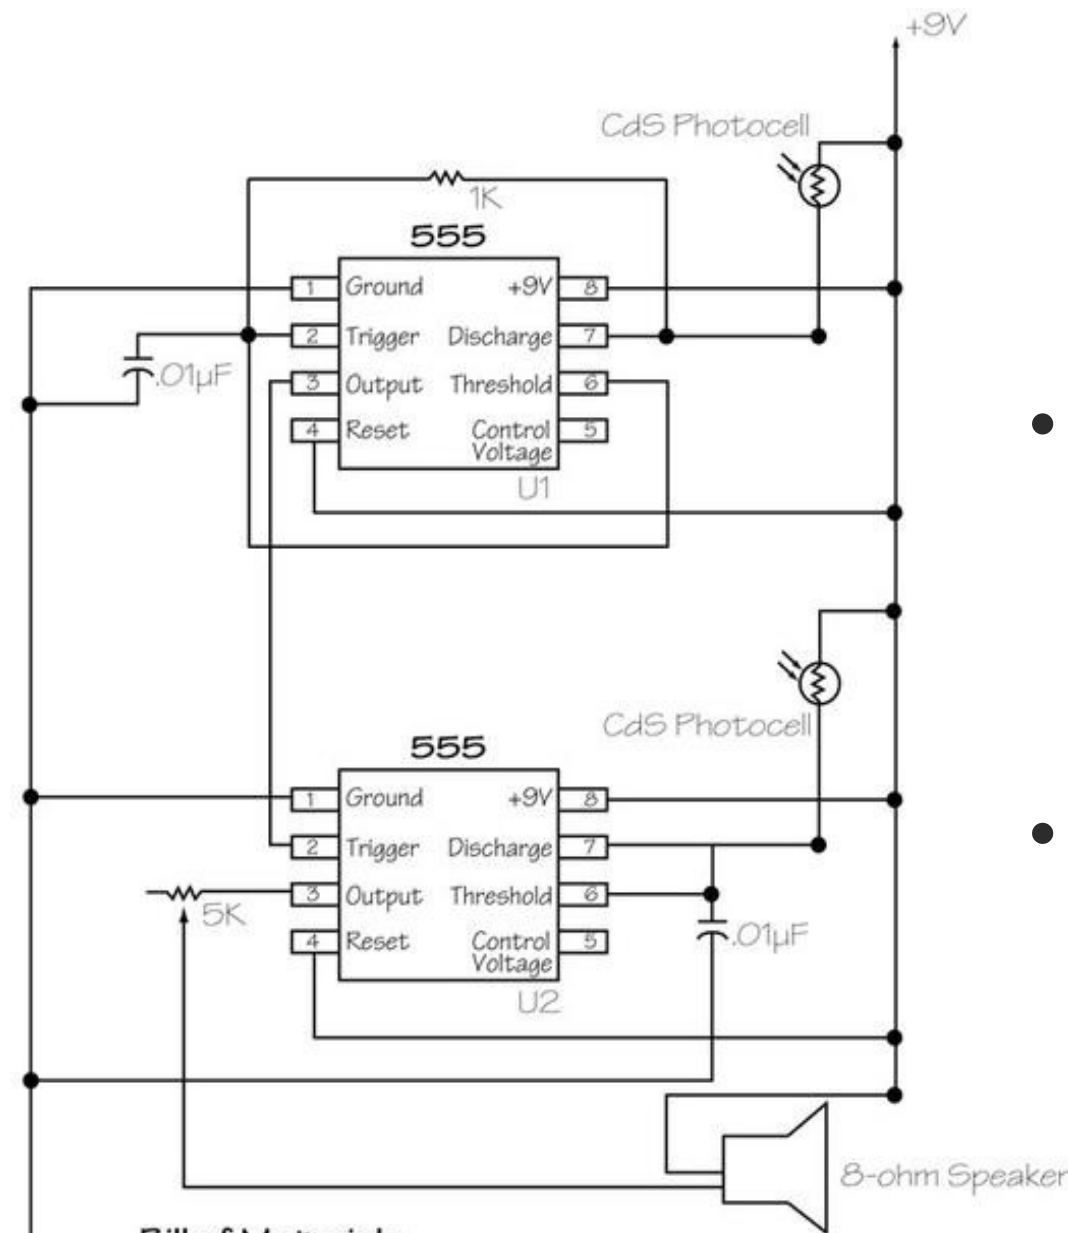 +9V
CdS Photocell
1K
555
1 Ground +9V 8
2 Trigger Discharge 7
.01µF
3 Output Threshold 6
4 Reset Control Voltage 5
U1
CdS Photocell
555
1 Ground +9V 8
2 Trigger Discharge 7
3 Output Threshold 6
5K
4 Reset Control Voltage 5
.01µF
U2
8-ohm Speaker